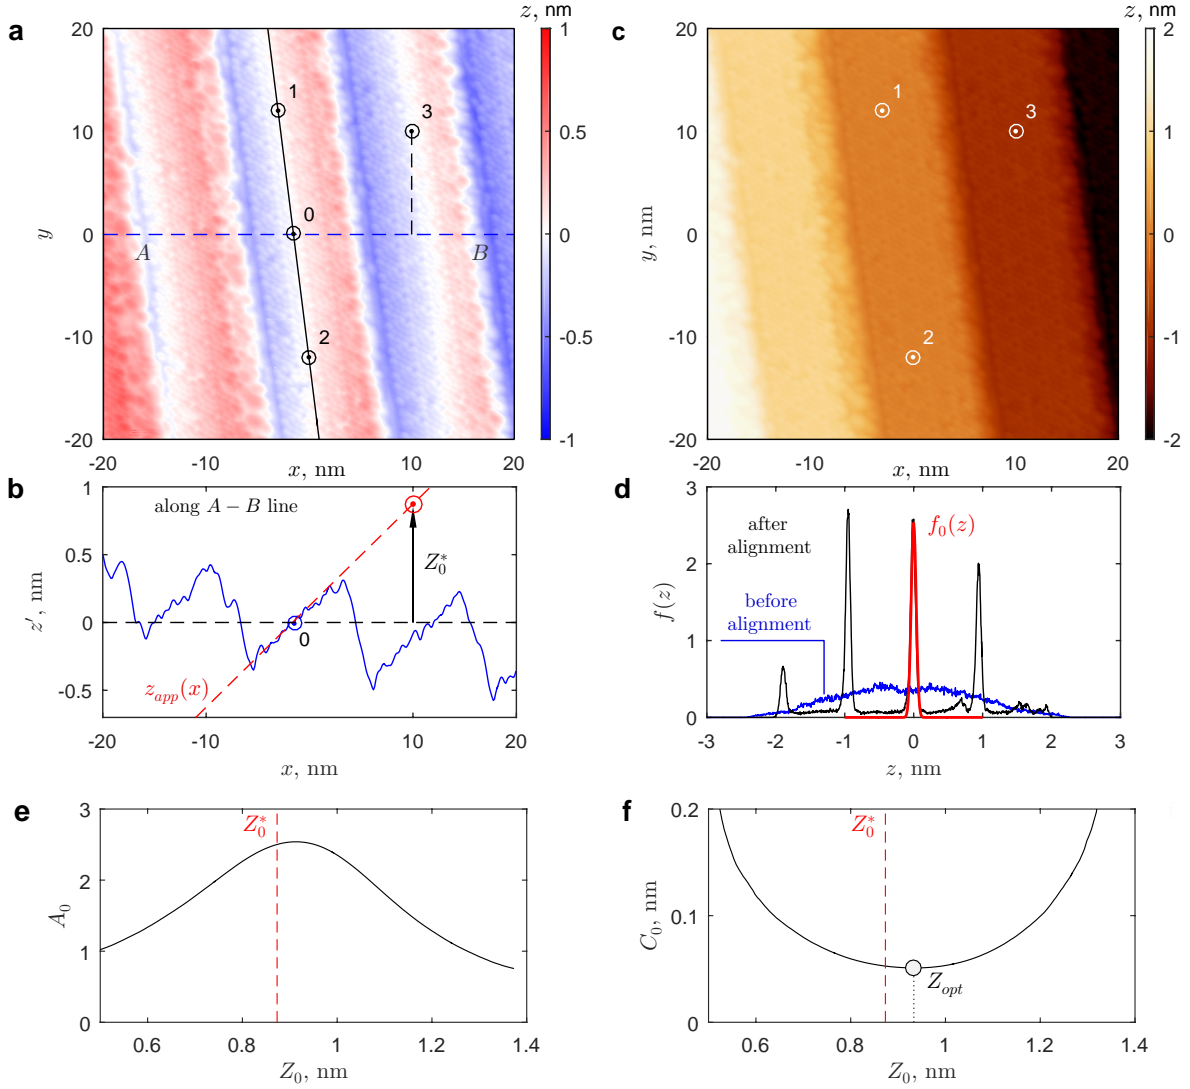 a
z, nm
20
10
0
-10
-20
y
-20
-10
0
10
20
x, nm
1
0
2
3
A
B
1
0.5
0
-0.5
-1
c
z, nm
20
10
0
-10
-20
y, nm
-20
-10
0
10
20
x, nm
1
2
3
2
1
0
-1
-2
b
along A − B line
1
0.5
0
-0.5
z′, nm
-20
-10
0
10
20
x, nm
Z₀*
0
z_app(x)
d
3
2
1
0
f(z)
-3
-2
-1
0
1
2
3
z, nm
after
alignment
f₀(z)
before
alignment
e
3
2
1
0
A₀
0.6
0.8
1
1.2
1.4
Z₀, nm
Z₀*
f
0.2
0.1
0
C₀, nm
0.6
0.8
1
1.2
1.4
Z₀, nm
Z₀*
Z_opt